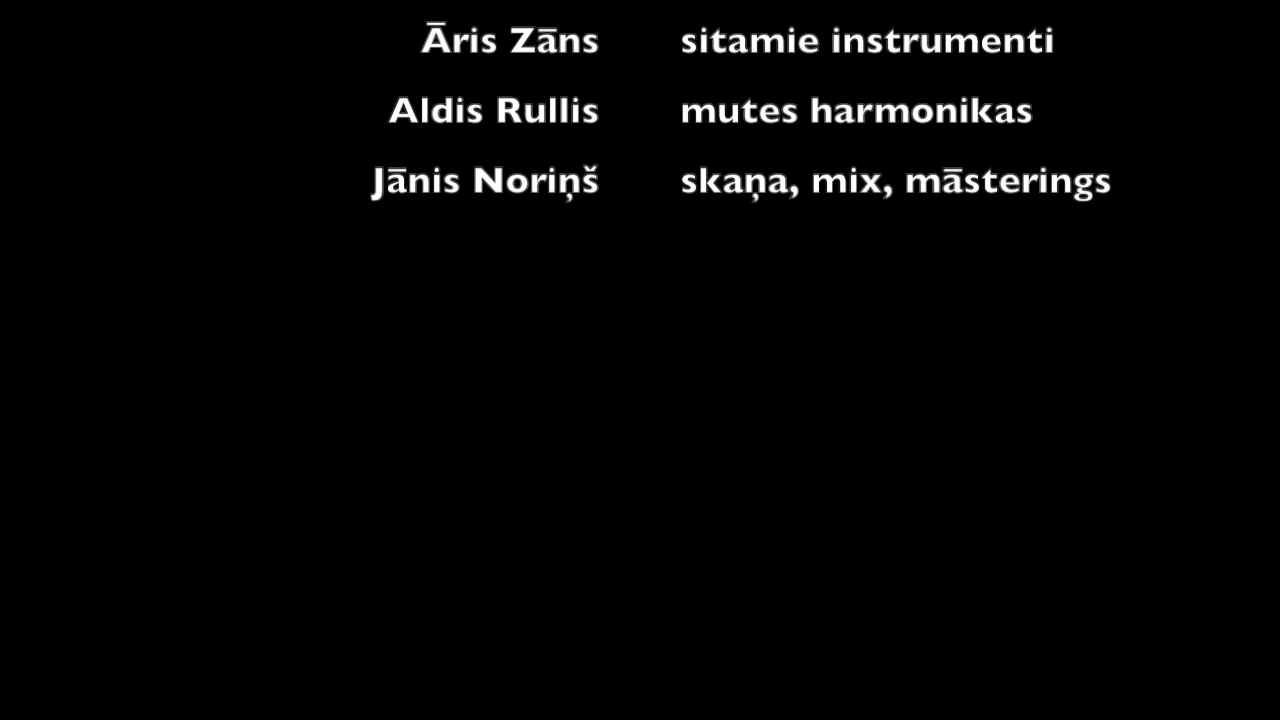 Āris Zāns sitamie instrumenti
Aldis Rullis mutes harmonikas
Jānis Noriņš skaņa, mix, māsterings